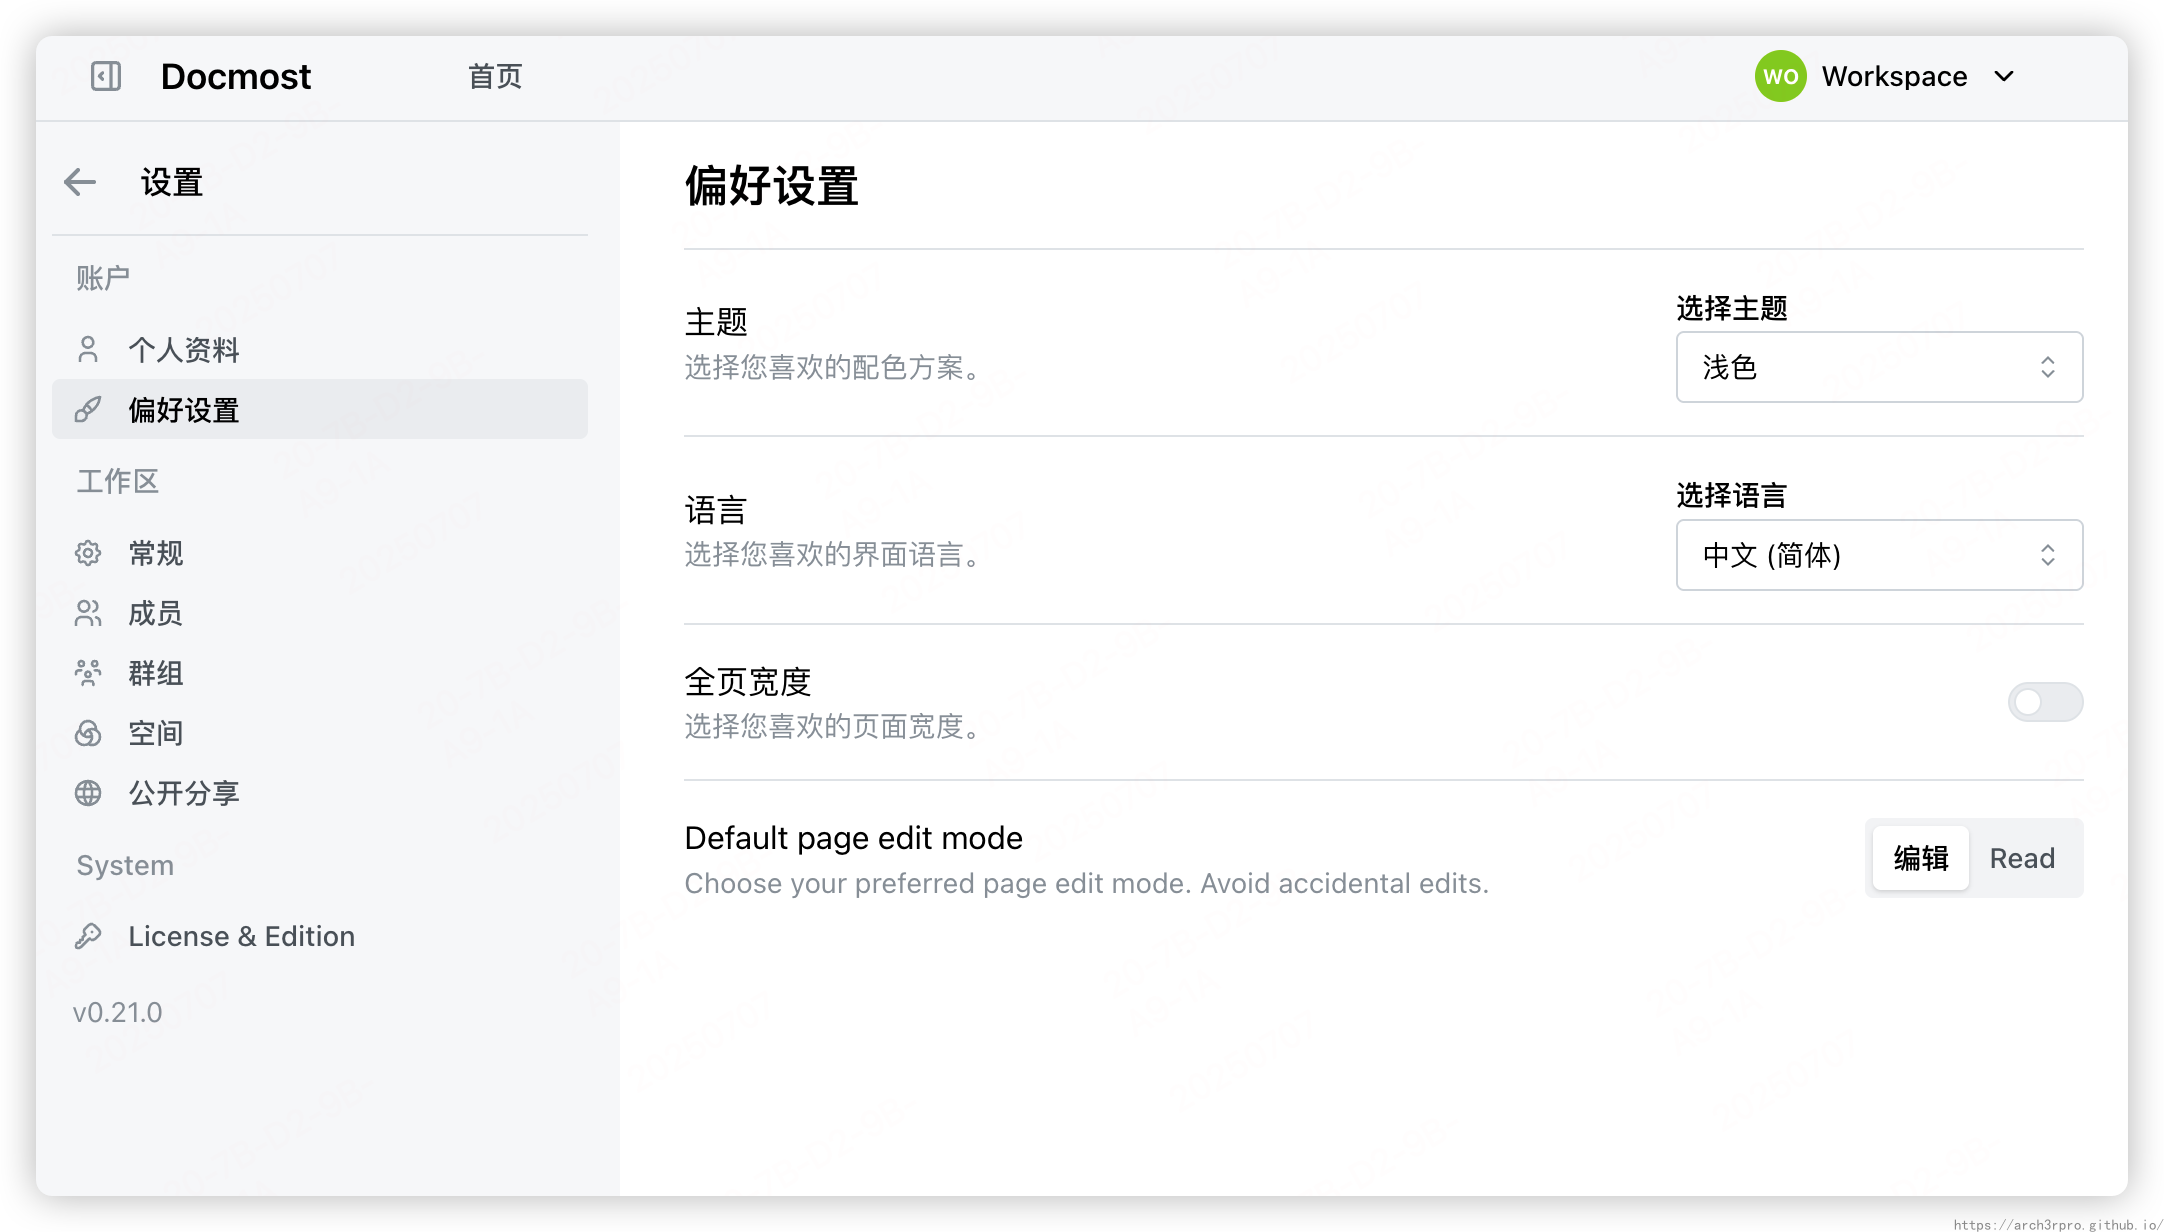 Docmost
首页
WO
Workspace
设置
账户
个人资料
偏好设置
工作区
常规
成员
群组
空间
公开分享
System
License & Edition
v0.21.0
偏好设置
主题
选择您喜欢的配色方案。
选择主题
浅色
语言
选择您喜欢的界面语言。
选择语言
中文 (简体)
全页宽度
选择您喜欢的页面宽度。
Default page edit mode
Choose your preferred page edit mode. Avoid accidental edits.
编辑
Read
https://arch3rpro.github.io/